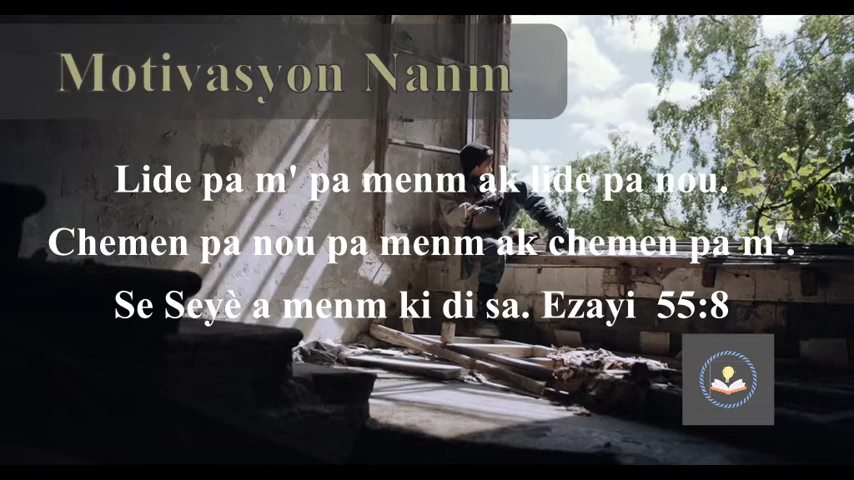 Motivasyon Nanm
Lide pa m' pa menm ak lide pa nou.
Chemen pa nou pa menm ak chemen pa m'.
Se Seyè a menm ki di sa. Ezayi 55:8